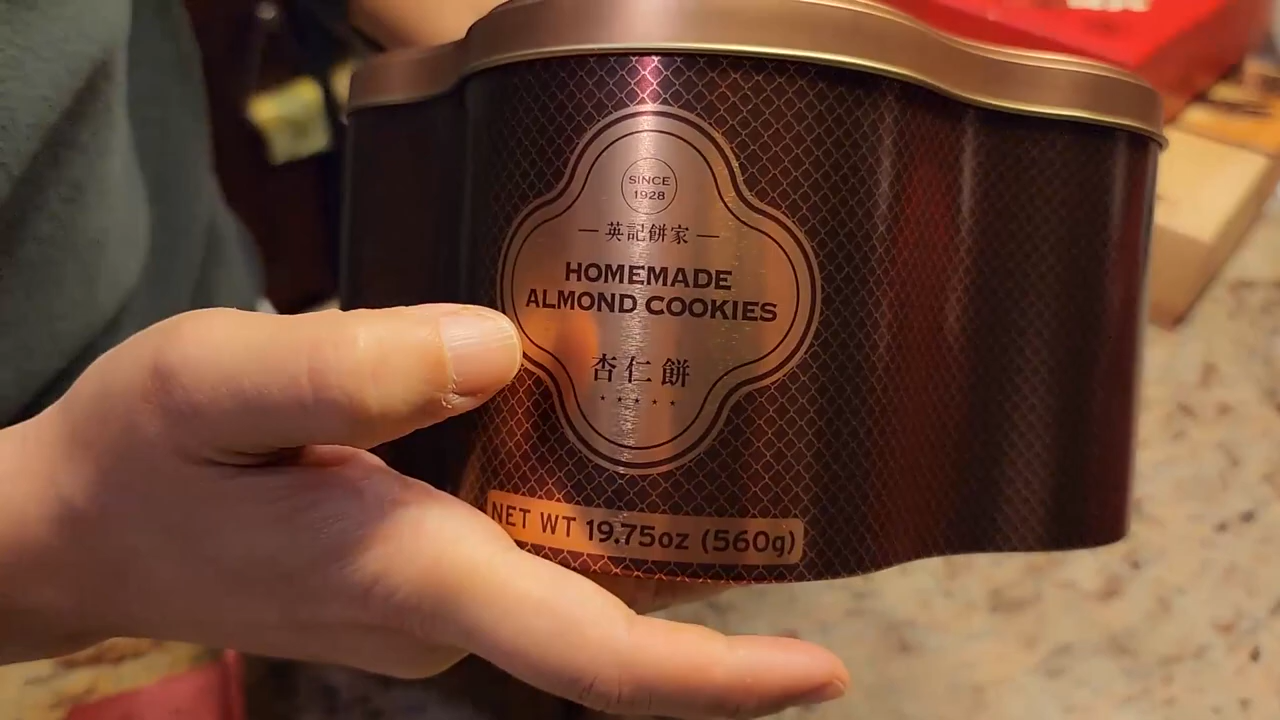 SINCE
1928
英記餅家
HOMEMADE
ALMOND COOKIES
杏仁餅
NET WT 19.75oz (560g)